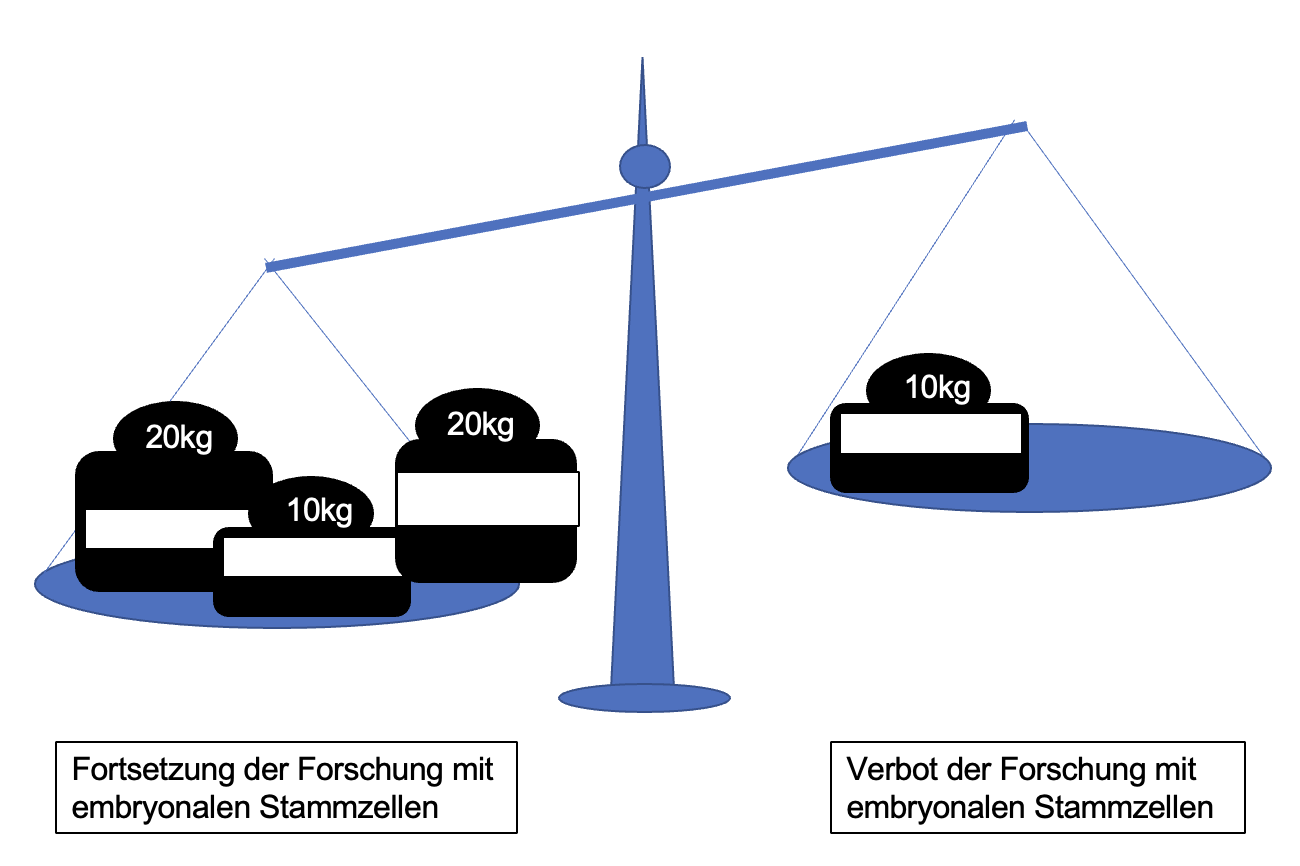 10kg
20kg
20kg
10kg
Fortsetzung der Forschung mit
embryonalen Stammzellen
Verbot der Forschung mit
embryonalen Stammzellen